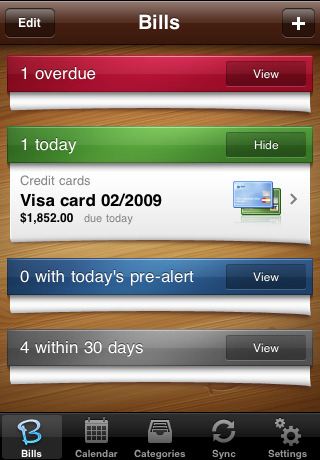 Edit
Bills
+
1 overdue
View
1 today
Hide
Credit cards
Visa card 02/2009
$1,852.00 due today
0 with today's pre-alert
View
4 within 30 days
View
B
Bills Calendar Categories Sync Settings